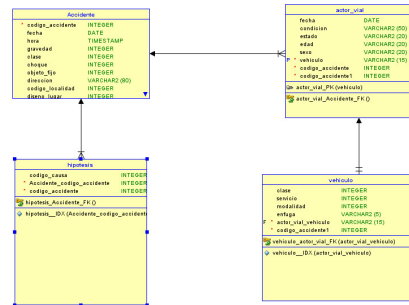 Accidente
* codigo_accidente INTEGER
fecha DATE
hora TIMESTAMP
gravedad INTEGER
clase INTEGER
choque INTEGER
objeto_fijo INTEGER
direccion VARCHAR2 (80)
codigo_localidad INTEGER
diseno_lugar INTEGER
actor_vial
fecha DATE
condision VARCHAR2 (50)
estado VARCHAR2 (20)
edad VARCHAR2 (20)
sexo VARCHAR2 (20)
P * vehiculo VARCHAR2 (15)
* codigo_accidente INTEGER
* codigo_accidente1 INTEGER
actor_vial_PK (vehiculo)
actor_vial_Accidente_FK ()
hipotesis
codigo_causa INTEGER
* Accidente_codigo_accidente INTEGER
* codigo_accidente INTEGER
hipotesis_Accidente_FK ()
hipotesis__IDX (Accidente_codigo_accident
vehiculo
clase INTEGER
servicio INTEGER
modalidad INTEGER
enfuga VARCHAR2 (5)
F * actor_vial_vehiculo VARCHAR2 (15)
* codigo_accidente1 INTEGER
vehiculo_actor_vial_FK (actor_vial_vehiculo)
vehiculo__IDX (actor_vial_vehiculo)